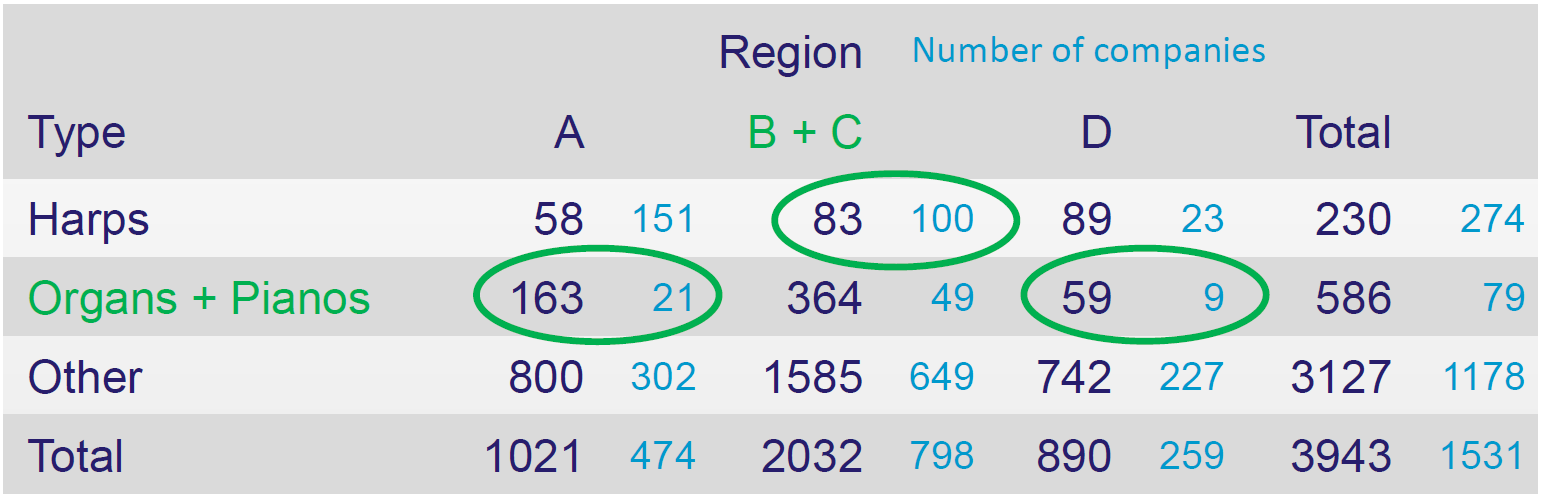 Region Number of companies
Type A B + C D Total
Harps 58 151 83 100 89 23 230 274
Organs + Pianos 163 21 364 49 59 9 586 79
Other 800 302 1585 649 742 227 3127 1178
Total 1021 474 2032 798 890 259 3943 1531